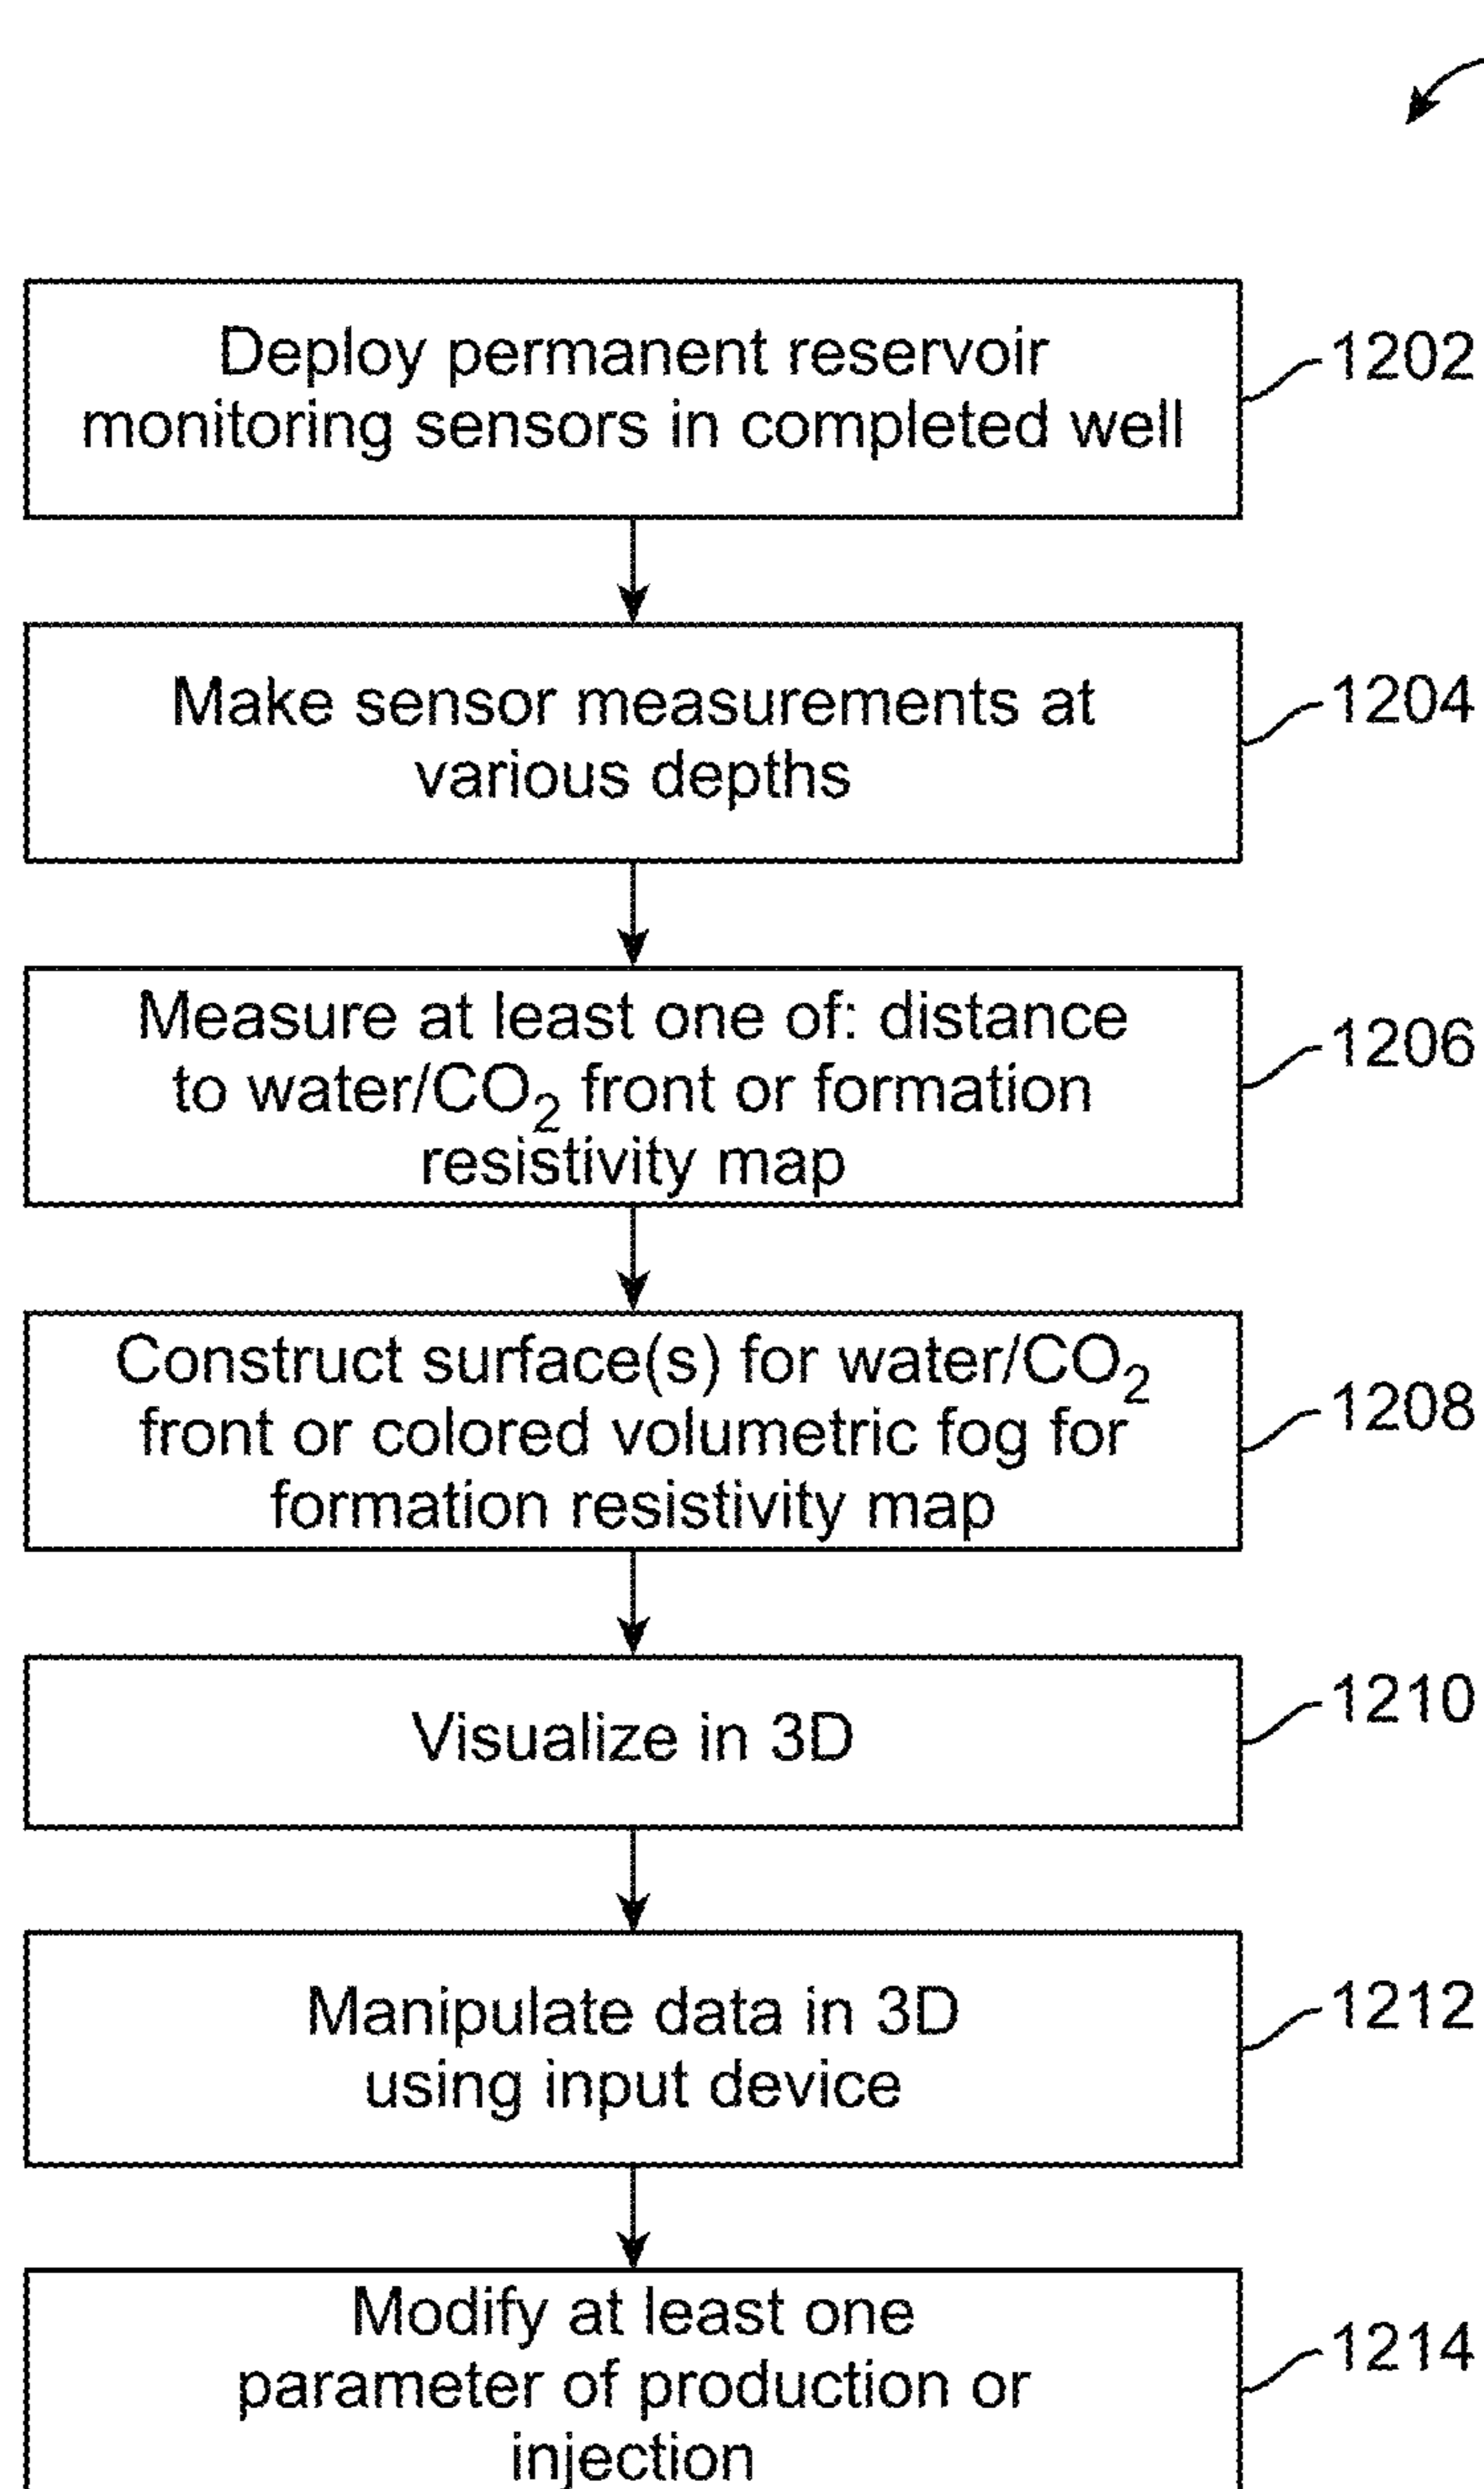 Deploy permanent reservoir
monitoring sensors in completed well
1202
Make sensor measurements at
various depths
1204
Measure at least one of: distance
to water/CO₂ front or formation
resistivity map
1206
Construct surface(s) for water/CO₂
front or colored volumetric fog for
formation resistivity map
1208
Visualize in 3D
1210
Manipulate data in 3D
using input device
1212
Modify at least one
parameter of production or
injection
1214